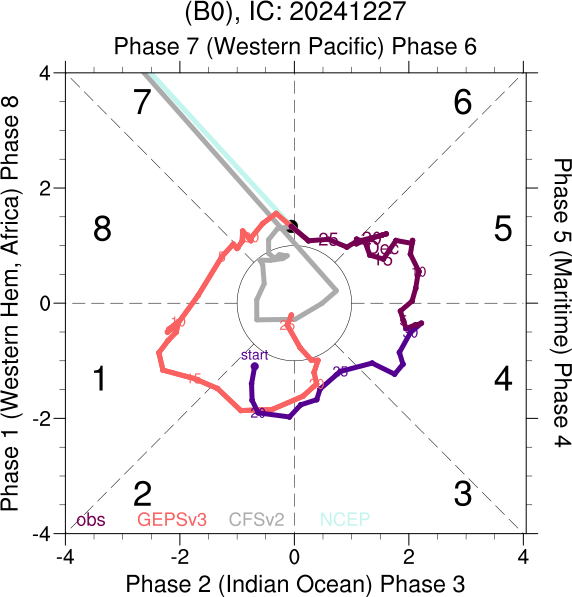 (B0), IC: 20241227
Phase 7 (Western Pacific) Phase 6
4
7
6
2
8
5
25
Dec
15
0
Phase 1 (Western Hem, Africa) Phase 8
Phase 5 (Maritime) Phase 4
10
10
30
25
start
1
4
15
25
20
20
-2
2
3
obs
GEPSv3
CFSv2
NCEP
-4
-4
-2
0
2
4
Phase 2 (Indian Ocean) Phase 3